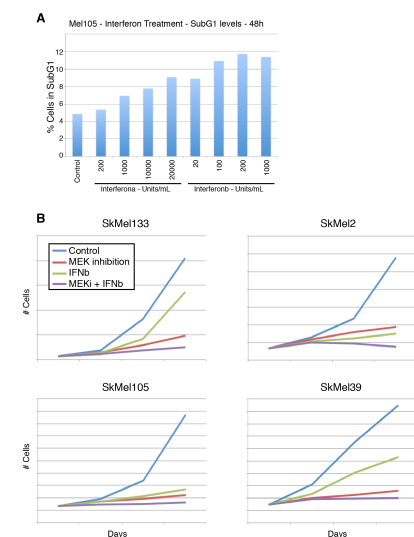 A
Mel105 - Interferon Treatment - SubG1 levels - 48h
% Cells in SubG1
12
10
8
6
4
2
0
Control
200
1000
10000
20000
20
100
200
1000
Interferona - Units/mL
Interferonb - Units/mL
B
SkMel133
SkMel2
Control
MEK inhibition
IFNb
MEKi + IFNb
# Cells
SkMel105
SkMel39
# Cells
Days
Days